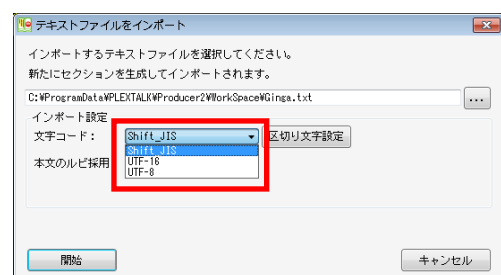 テキストファイルをインポート
インポートするテキストファイルを選択してください。
新たにセクションを生成してインポートされます。
C:¥ProgramData¥PLEXTALK¥Producer2¥WorkSpace¥Ginga.txt
...
インポート設定
文字コード： Shift_JIS 区切り文字設定
Shift_JIS
本文のルビ採用 UTF-16
UTF-8
開始 キャンセル